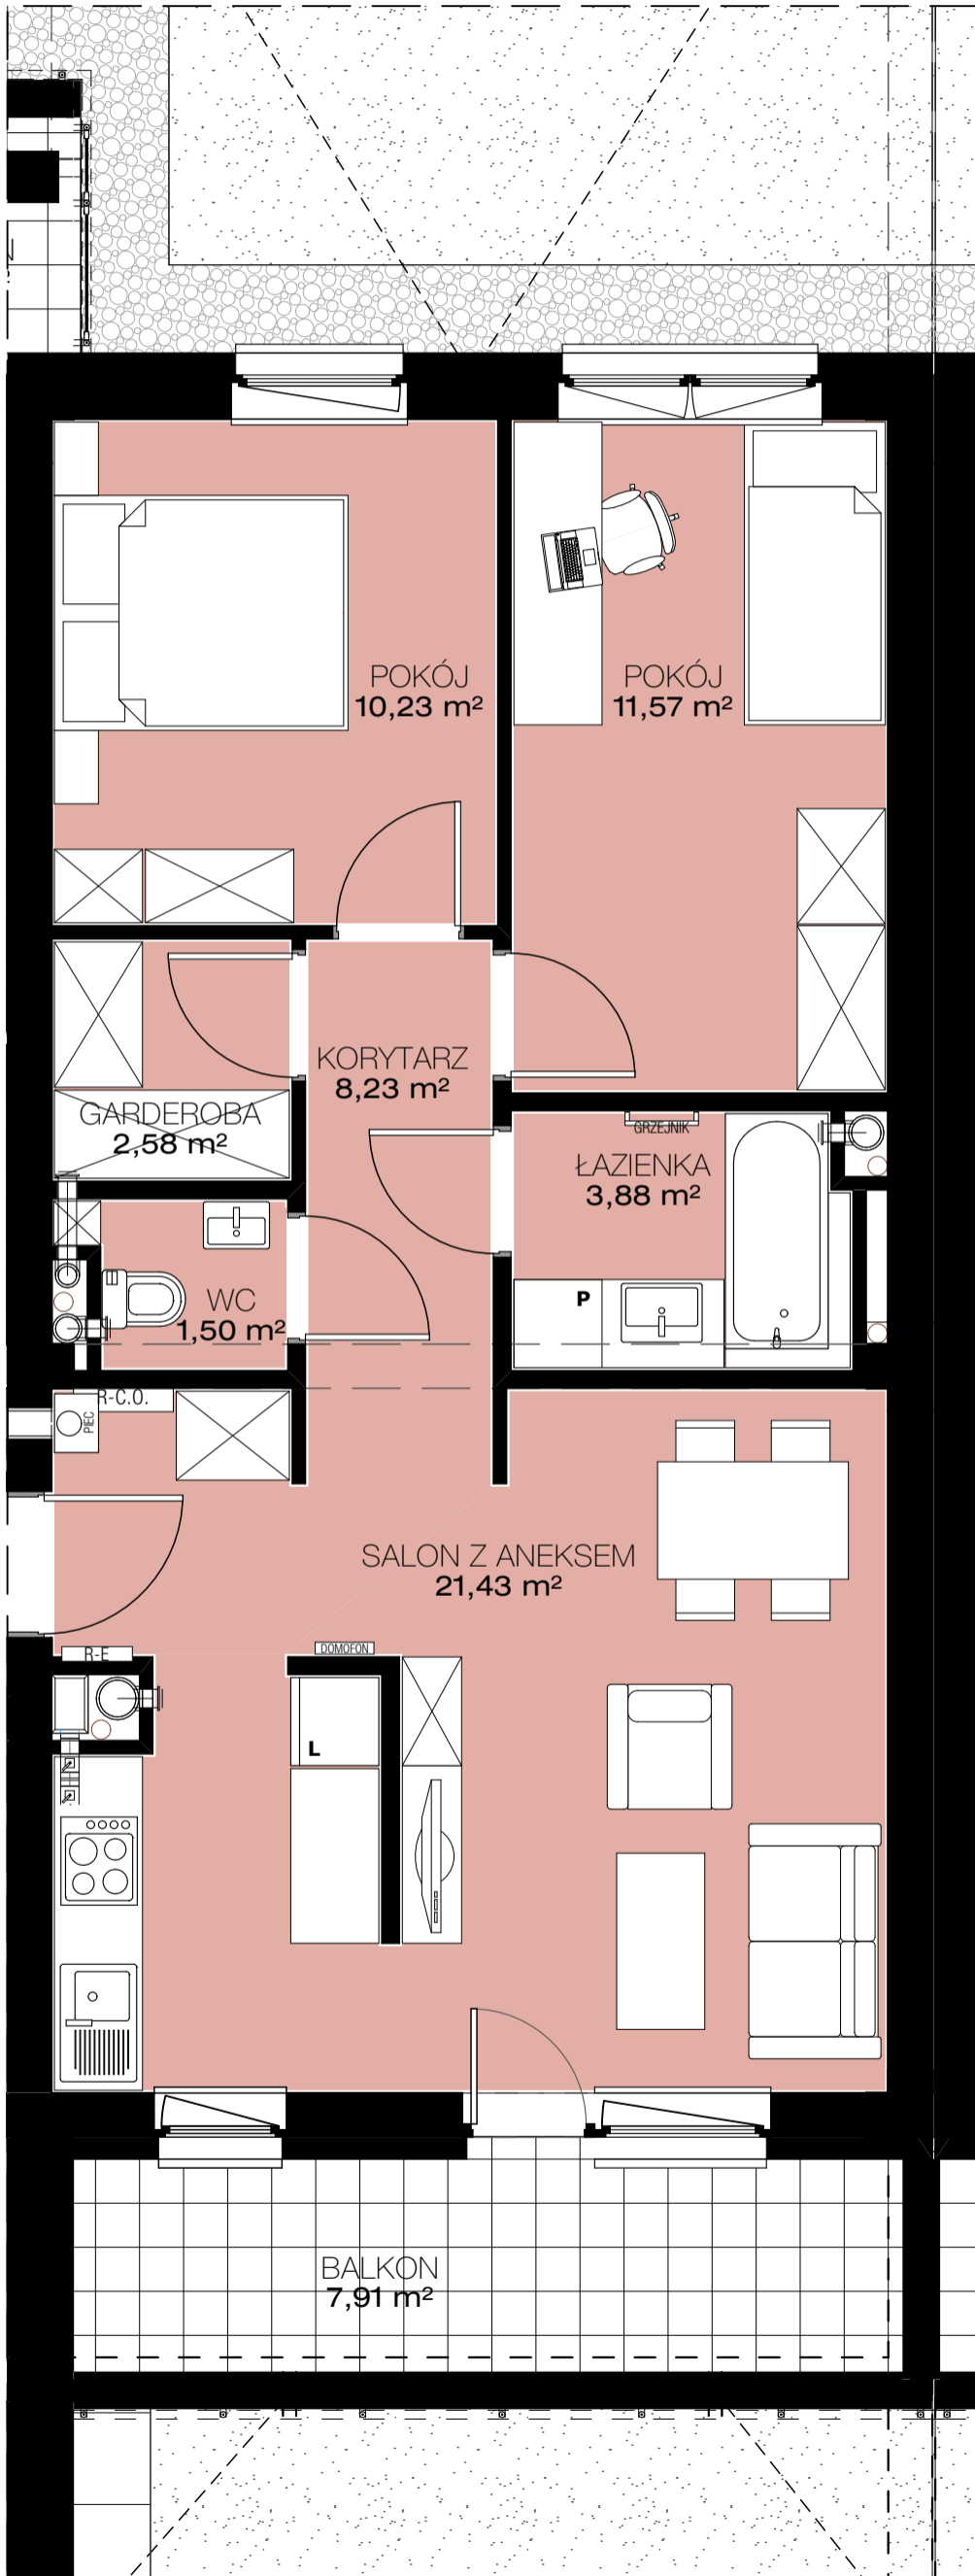 POKÓJ
10,23 m²
POKÓJ
11,57 m²
KORYTARZ
8,23 m²
GARDEROBA
2,58 m²
GRZEJNIK
ŁAZIENKA
3,88 m²
P
WC
1,50 m²
R-C.O.
PIEC
SALON Z ANEKSEM
21,43 m²
DOMOFON
R-E
L
BALKON
7,91 m²